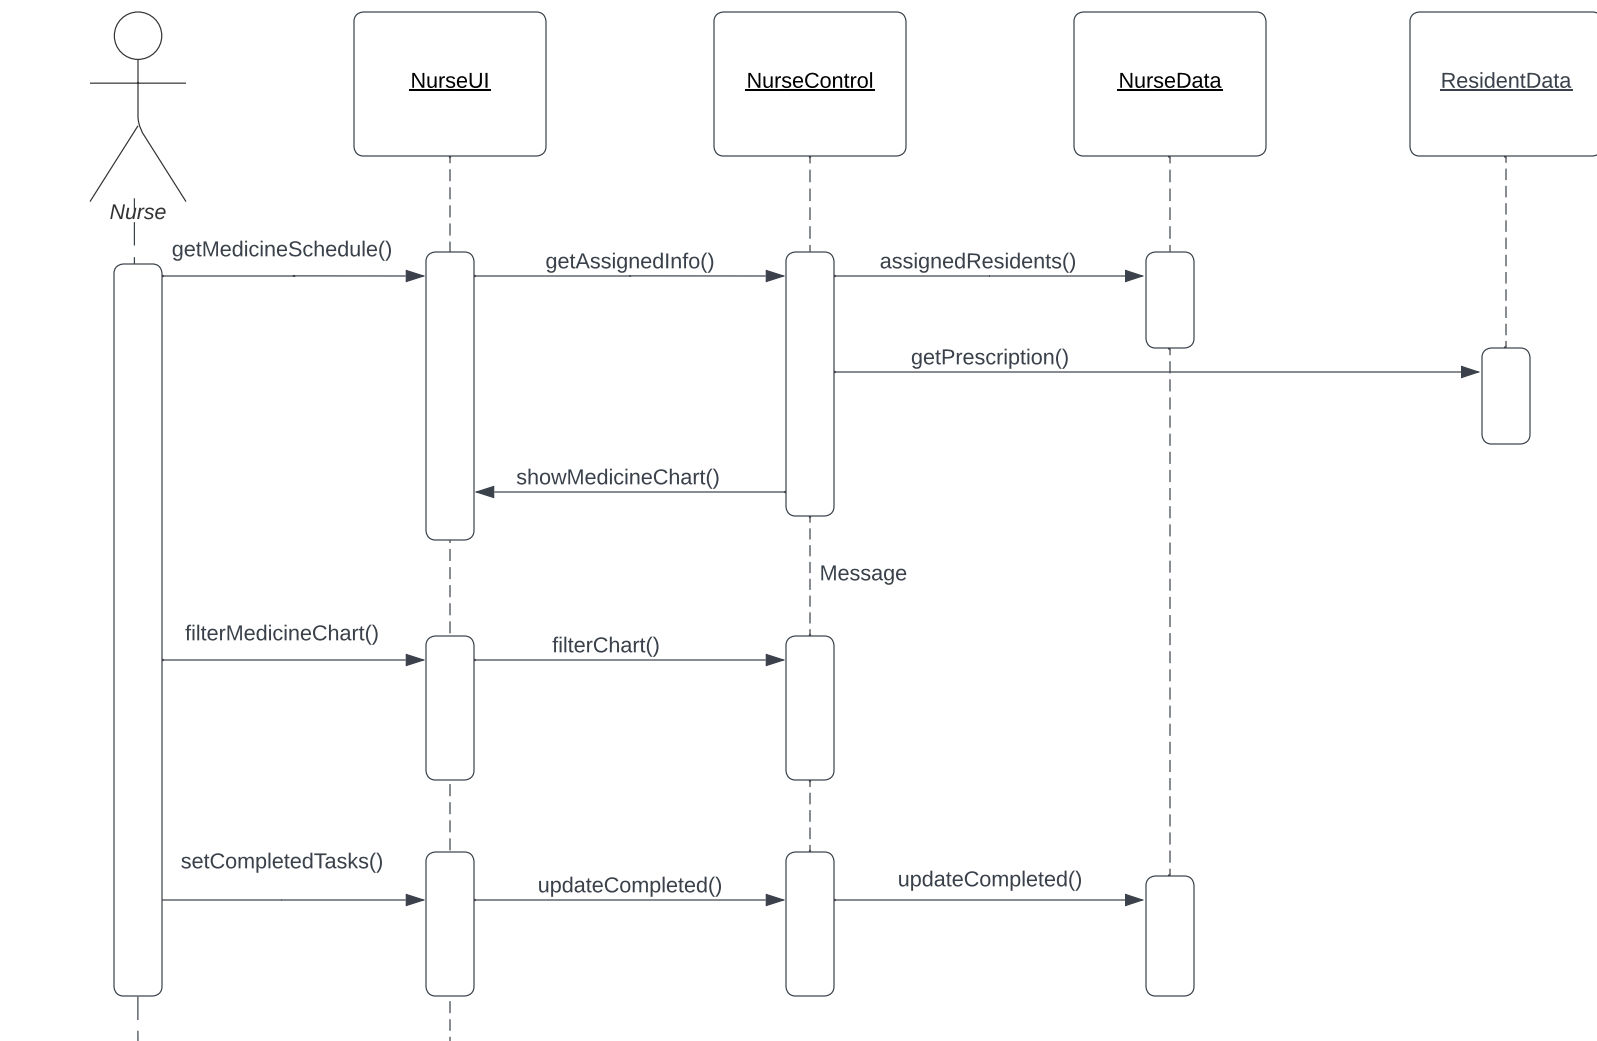 NurseUI
NurseControl
NurseData
ResidentData
Nurse
getMedicineSchedule()
getAssignedInfo()
assignedResidents()
getPrescription()
showMedicineChart()
Message
filterMedicineChart()
filterChart()
setCompletedTasks()
updateCompleted()
updateCompleted()